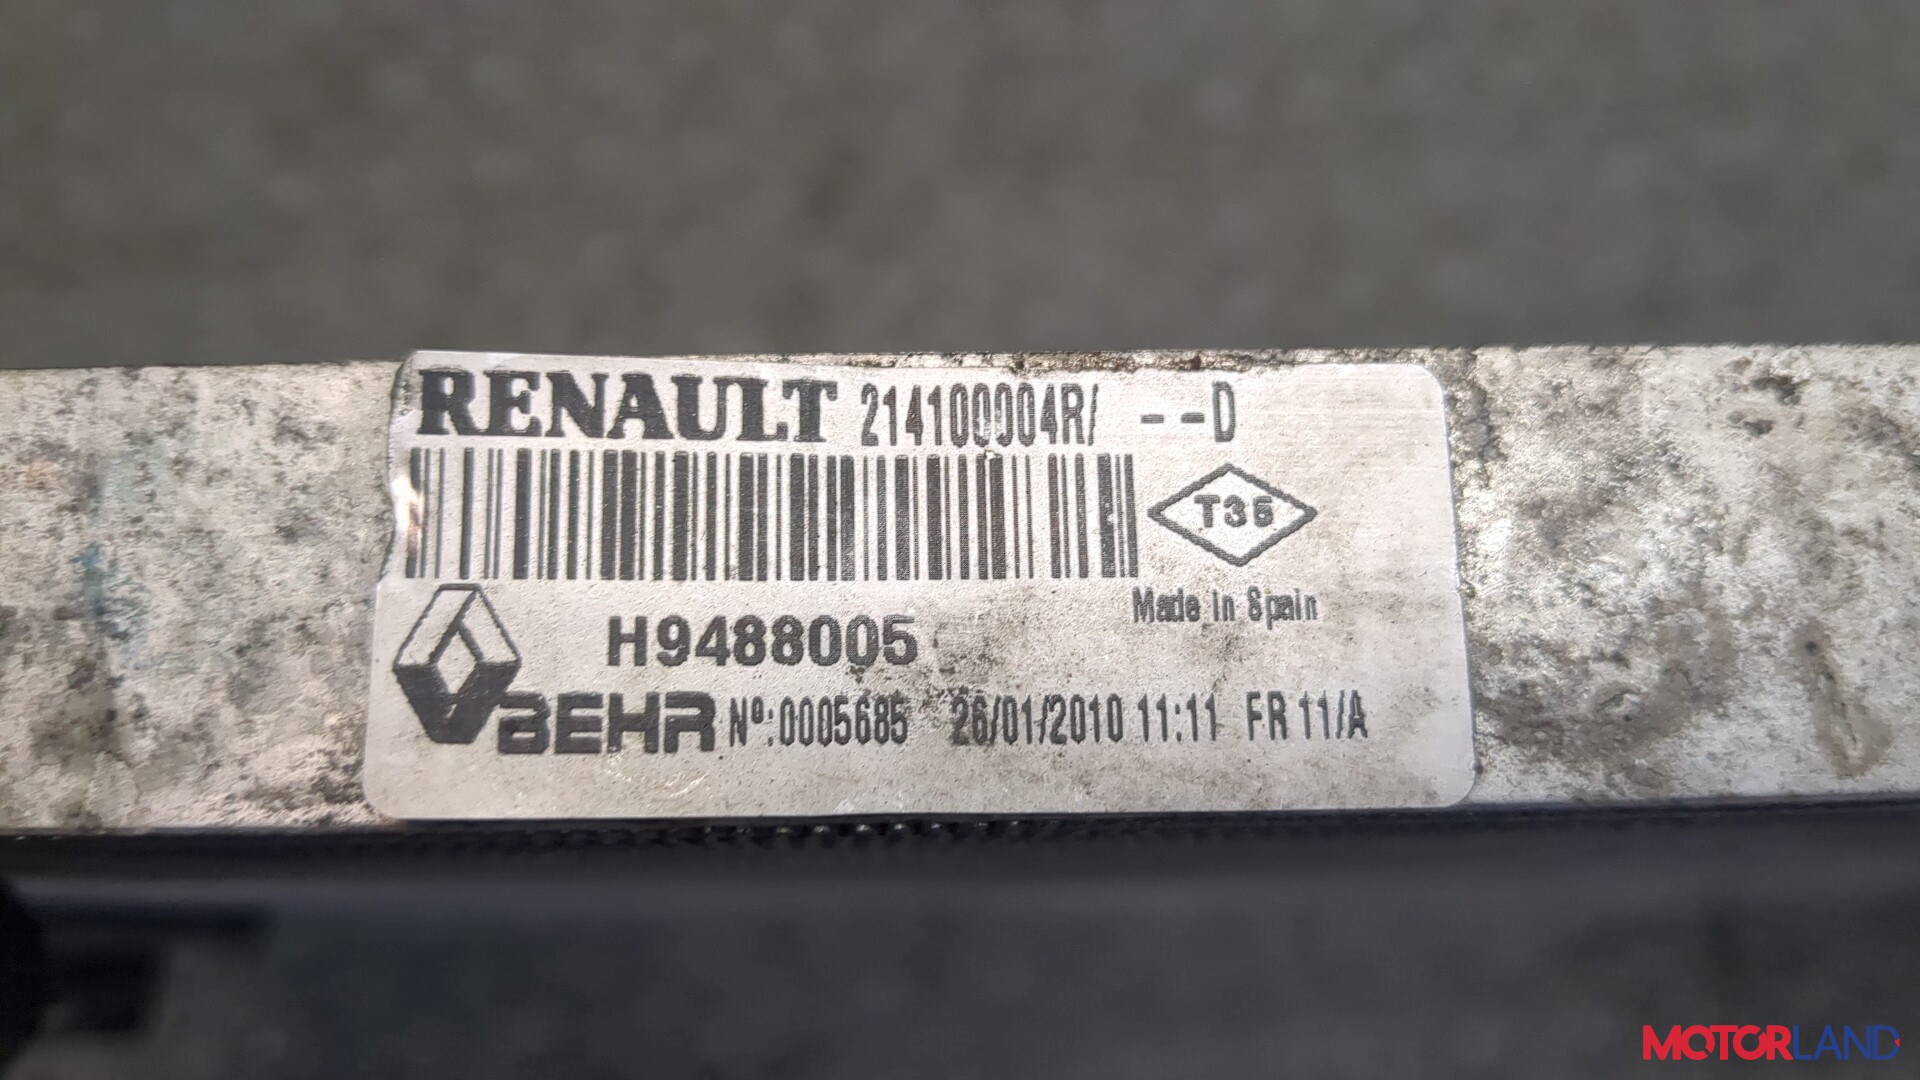 RENAULT 214100004R/ --D
T35
Made in Spain
H9488005
BEHR Nº:0005685 26/01/2010 11:11 FR 11/A
MOTORLAND